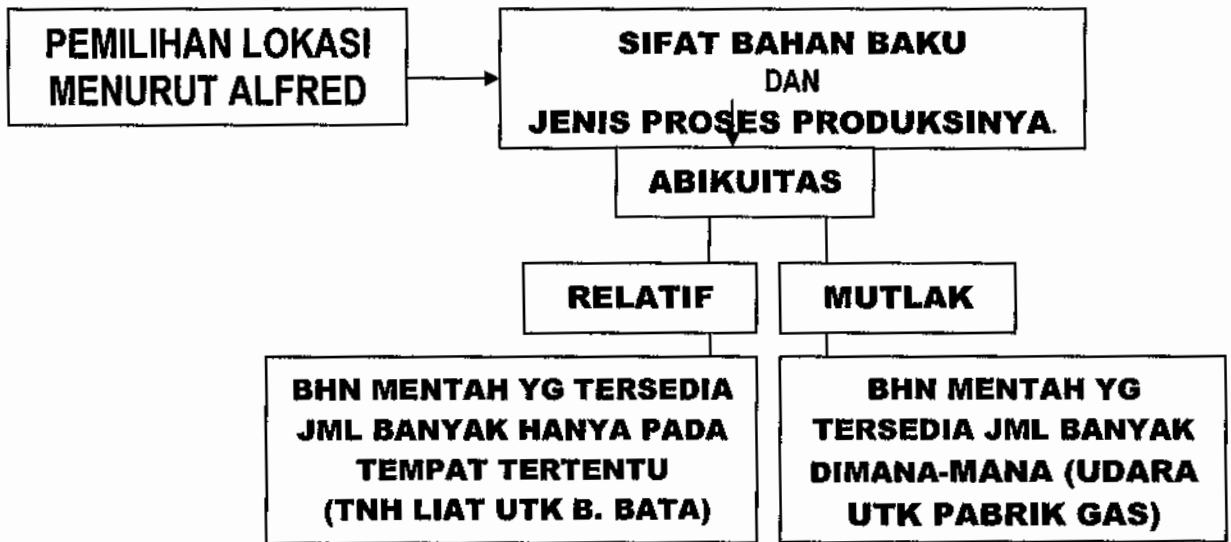 PEMILIHAN LOKASI
MENURUT ALFRED
SIFAT BAHAN BAKU
DAN
JENIS PROSES PRODUKSINYA.
ABIKUITAS
RELATIF
MUTLAK
BHN MENTAH YG TERSEDIA
JML BANYAK HANYA PADA
TEMPAT TERTENTU
(TNH LIAT UTK B. BATA)
BHN MENTAH YG
TERSEDIA JML BANYAK
DIMANA-MANA (UDARA
UTK PABRIK GAS)